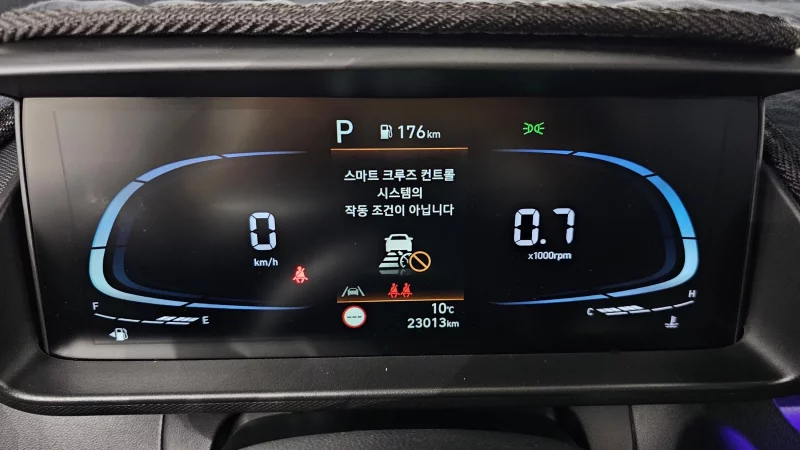 P 176km
스마트 크루즈 컨트롤
시스템의
작동 조건이 아닙니다
0
km/h
0.7
x1000rpm
F E
C H
--- 10℃
23013km